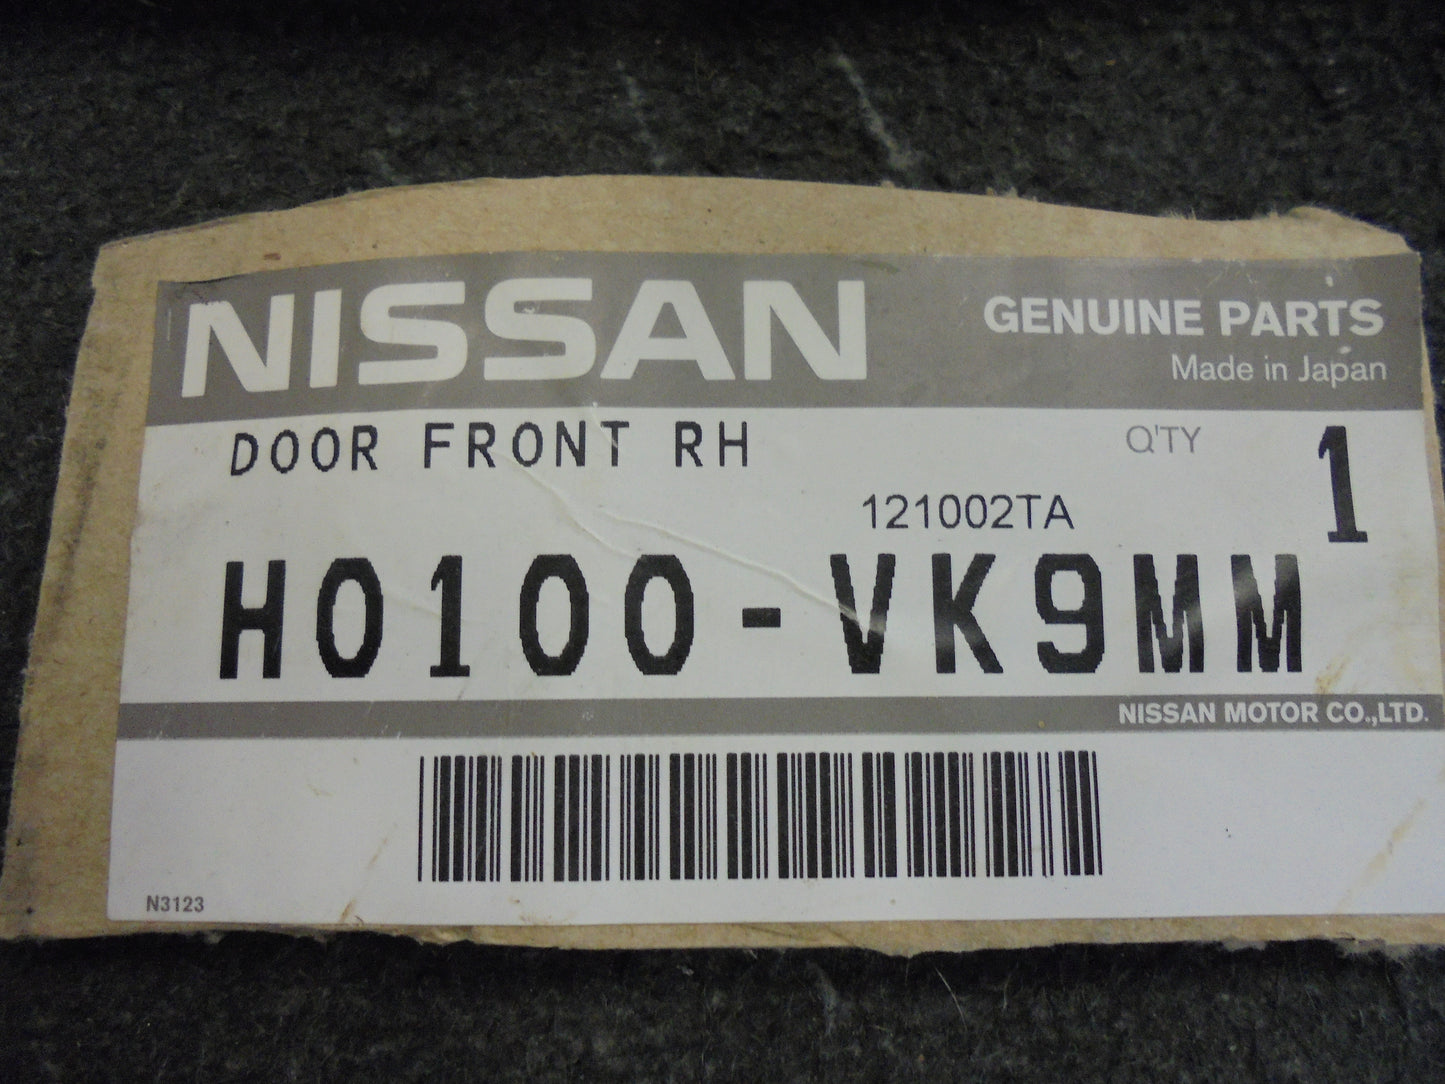 NISSAN
GENUINE PARTS
Made in Japan
DOOR FRONT RH
Q'TY 1
121002TA
H0100-VK9MM
NISSAN MOTOR CO.,LTD.
N3123